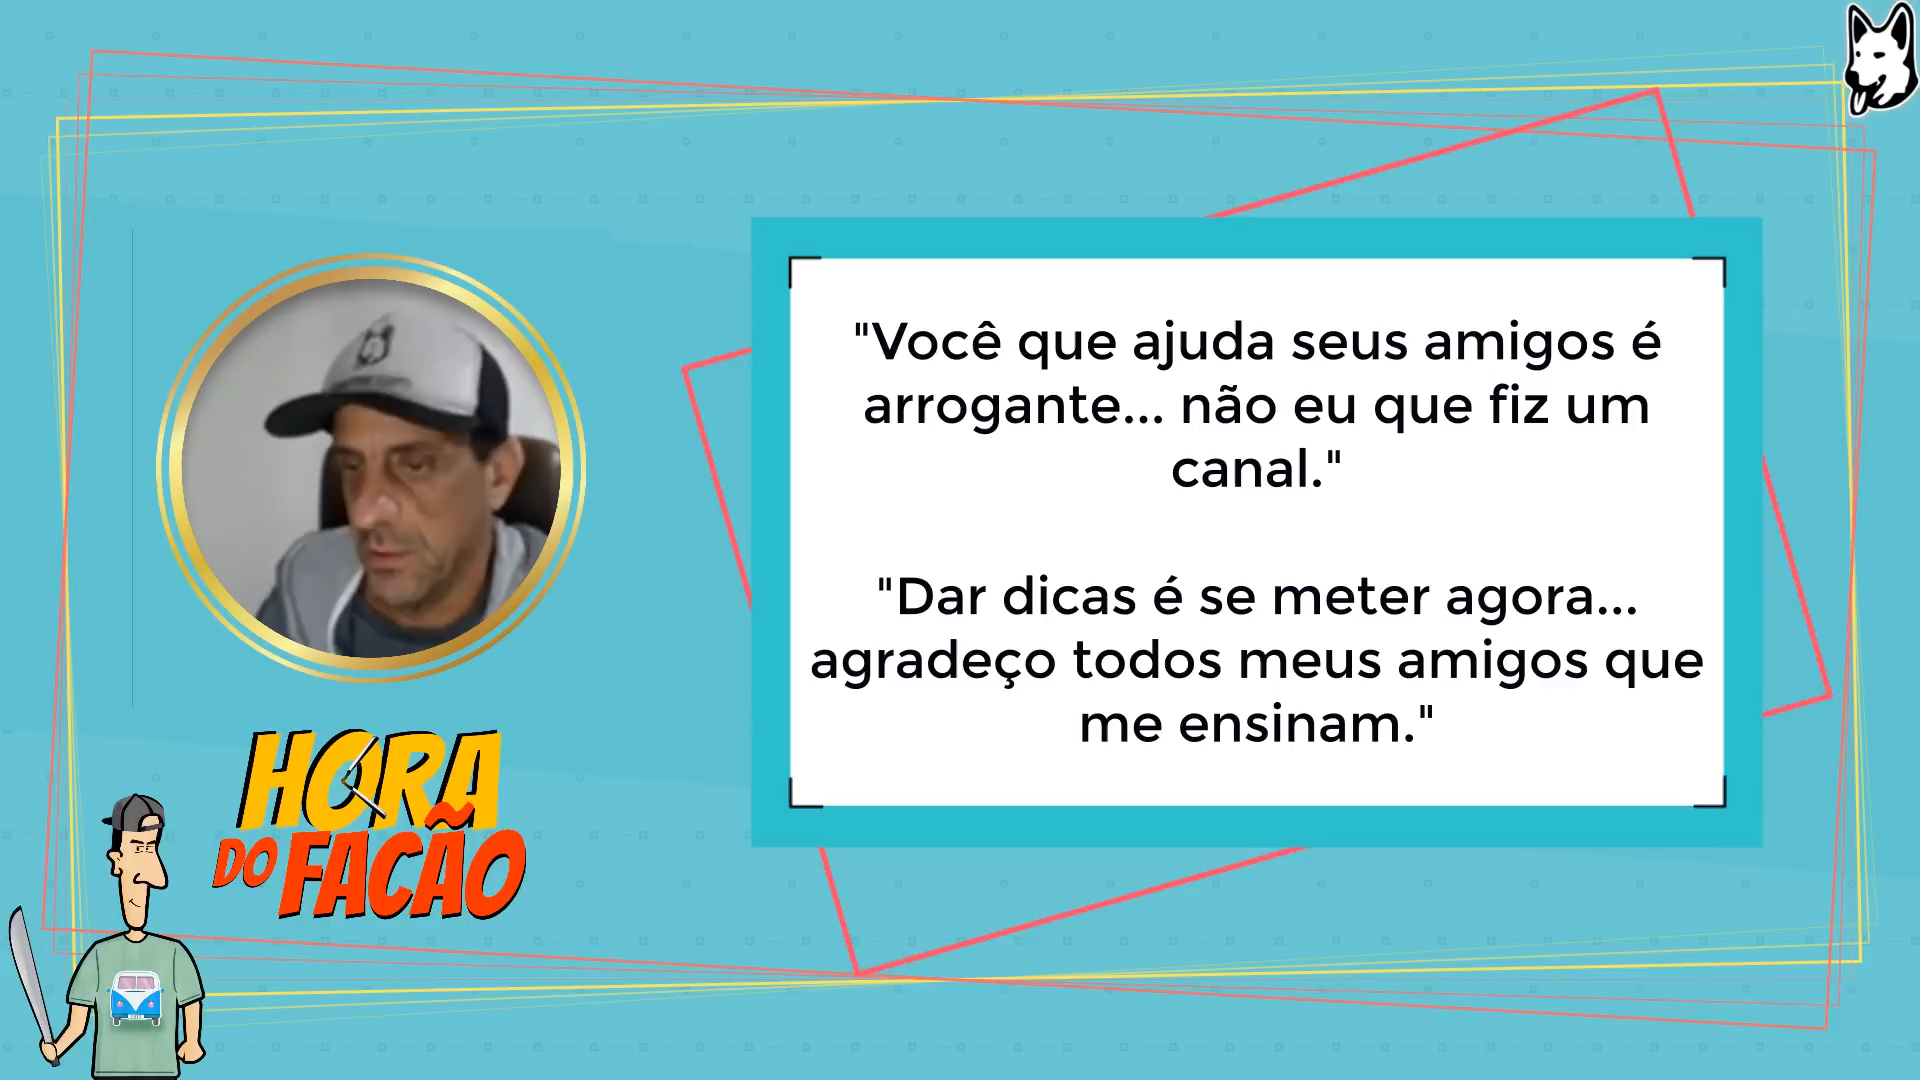 "Você que ajuda seus amigos é
arrogante... não eu que fiz um
canal."
"Dar dicas é se meter agora...
agradeço todos meus amigos que
me ensinam."
HORA
DO FACÃO